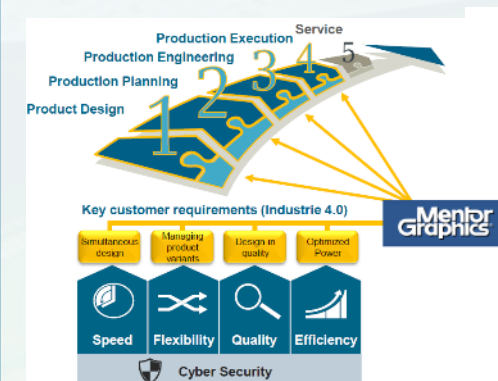 Service
Production Execution
Production Engineering
Production Planning
Product Design
1
2
3
4
5
Key customer requirements (Industrie 4.0)
Mentor
Graphics
Simultaneous
design
Managing
product
variants
Design in
quality
Optimized
Power
Speed
Flexibility
Quality
Efficiency
Cyber Security